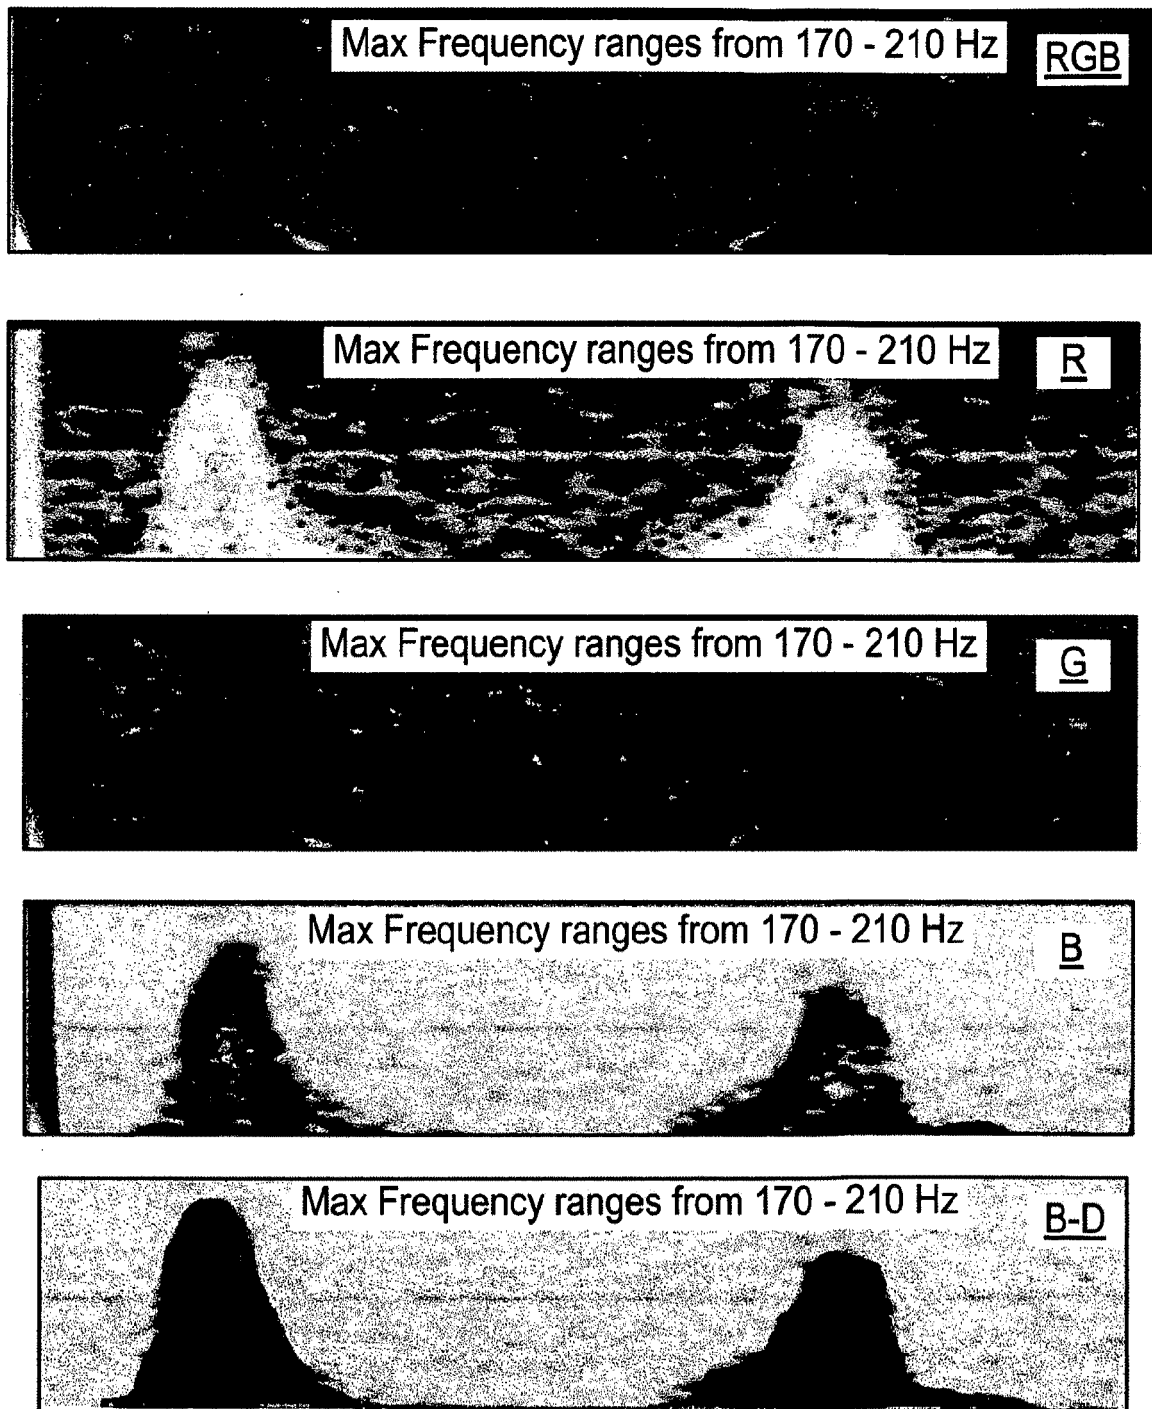 Max Frequency ranges from 170 - 210 Hz
RGB
Max Frequency ranges from 170 - 210 Hz
R
Max Frequency ranges from 170 - 210 Hz
G
Max Frequency ranges from 170 - 210 Hz
B
Max Frequency ranges from 170 - 210 Hz
B-D